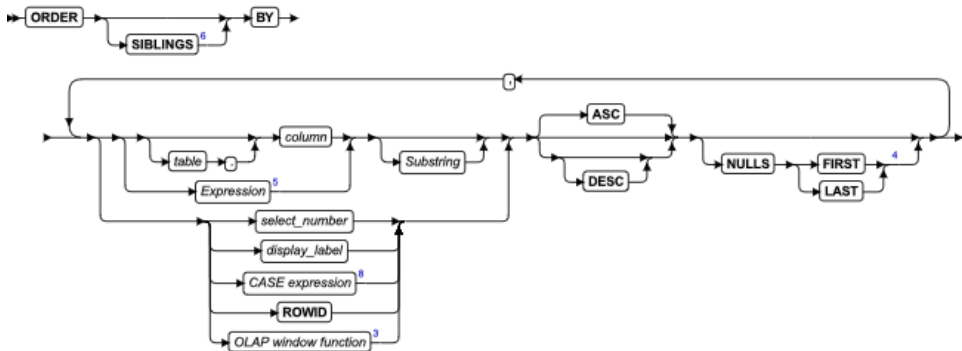 ORDER BY
SIBLINGS 6
,
ASC
column
table . Substring NULLS FIRST 4
DESC LAST
Expression 5
select_number
display_label
CASE expression 8
ROWID
OLAP window function 3